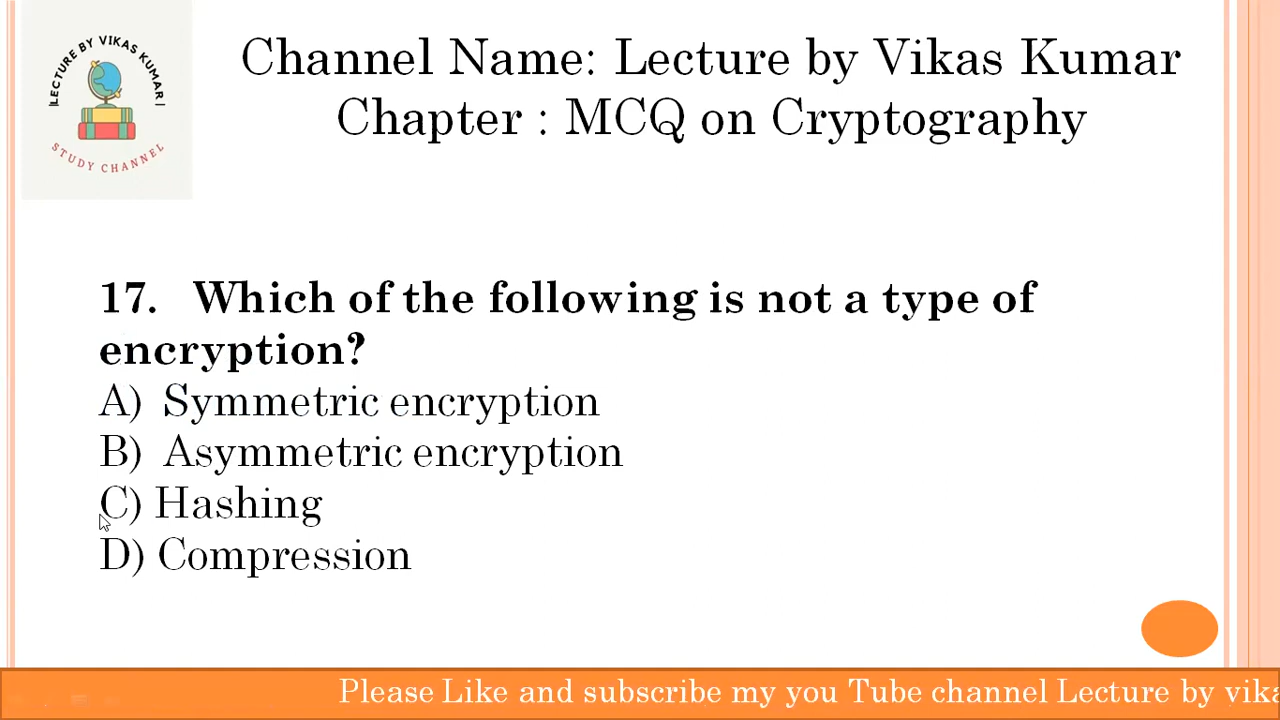 LECTURE BY VIKAS KUMAR
STUDY CHANNEL
Channel Name: Lecture by Vikas Kumar
Chapter : MCQ on Cryptography
17. Which of the following is not a type of
encryption?
A) Symmetric encryption
B) Asymmetric encryption
C) Hashing
D) Compression
Please Like and subscribe my you Tube channel Lecture by vika